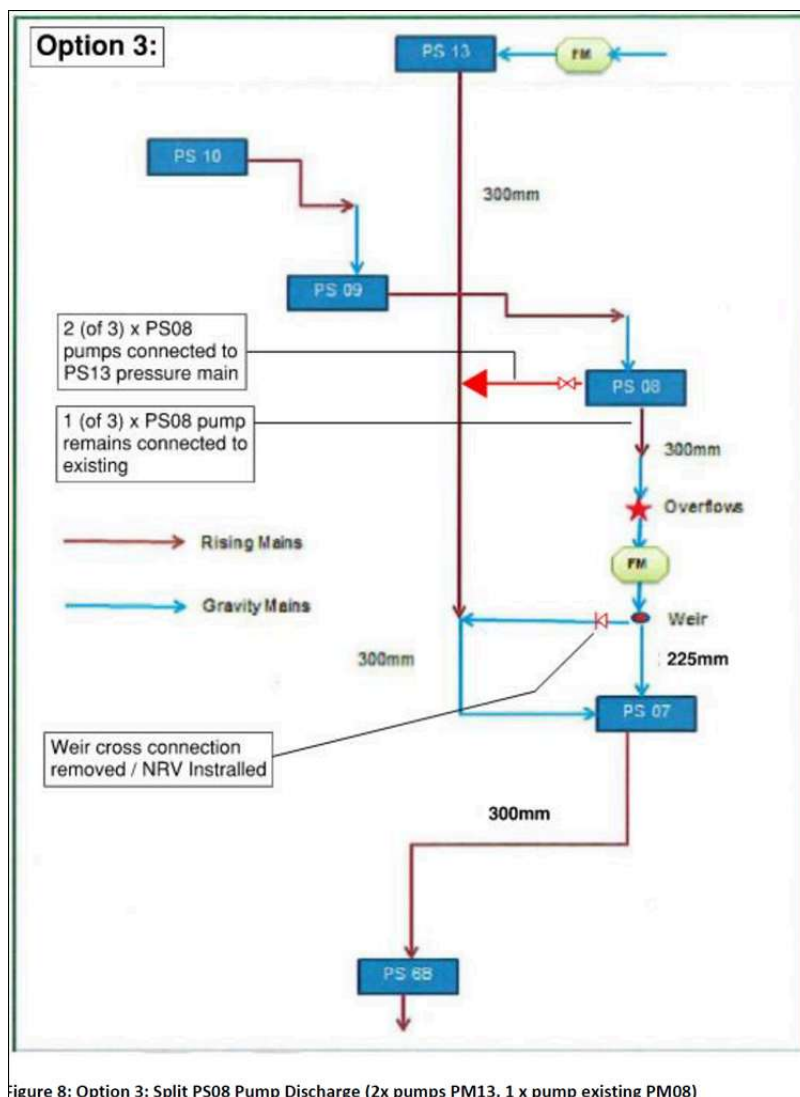 Option 3:
PS 13
FM
PS 10
300mm
PS 09
2 (of 3) x PS08
pumps connected to
PS13 pressure main
PS 08
1 (of 3) x PS08 pump
remains connected to
existing
300mm
Overflows
Rising Mains
FM
Gravity Mains
Weir
300mm
225mm
PS 07
Weir cross connection
removed / NRV Instralled
300mm
PS 6B
Figure 8: Option 3: Split PS08 Pump Discharge (2x pumps PM13, 1 x pump existing PM08)